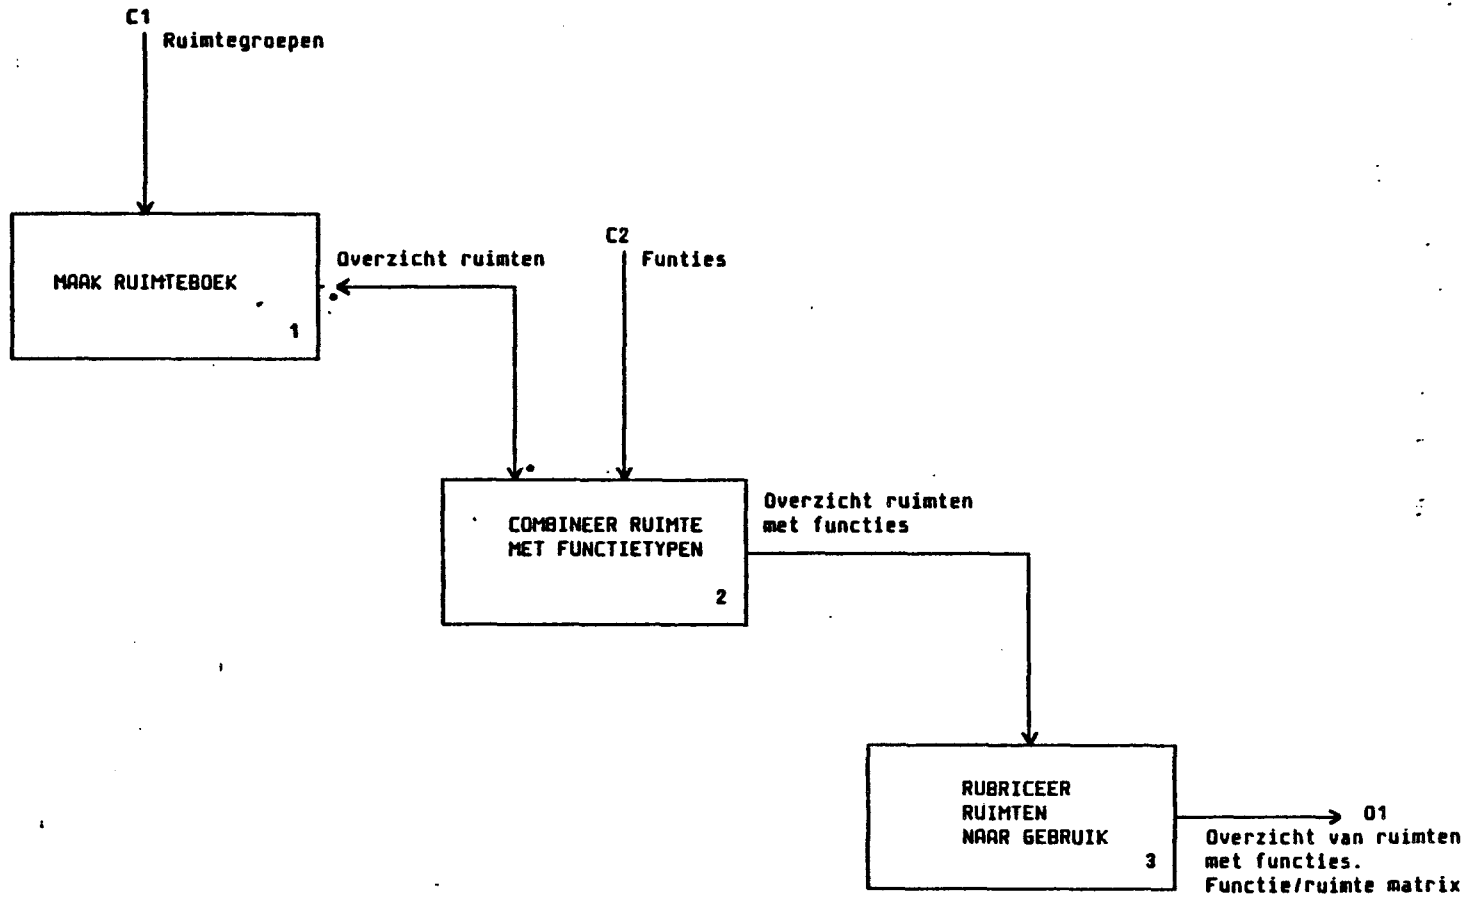 C1
Ruimtegroepen
MAAK RUIMTEBOEK
1
Overzicht ruimten
C2
Funties
COMBINEER RUIMTE
MET FUNCTIETYPEN
2
Overzicht ruimten
met functies
RUBRICEER
RUIMTEN
NAAR GEBRUIK
3
O1
Overzicht van ruimten
met functies.
Functie/ruimte matrix